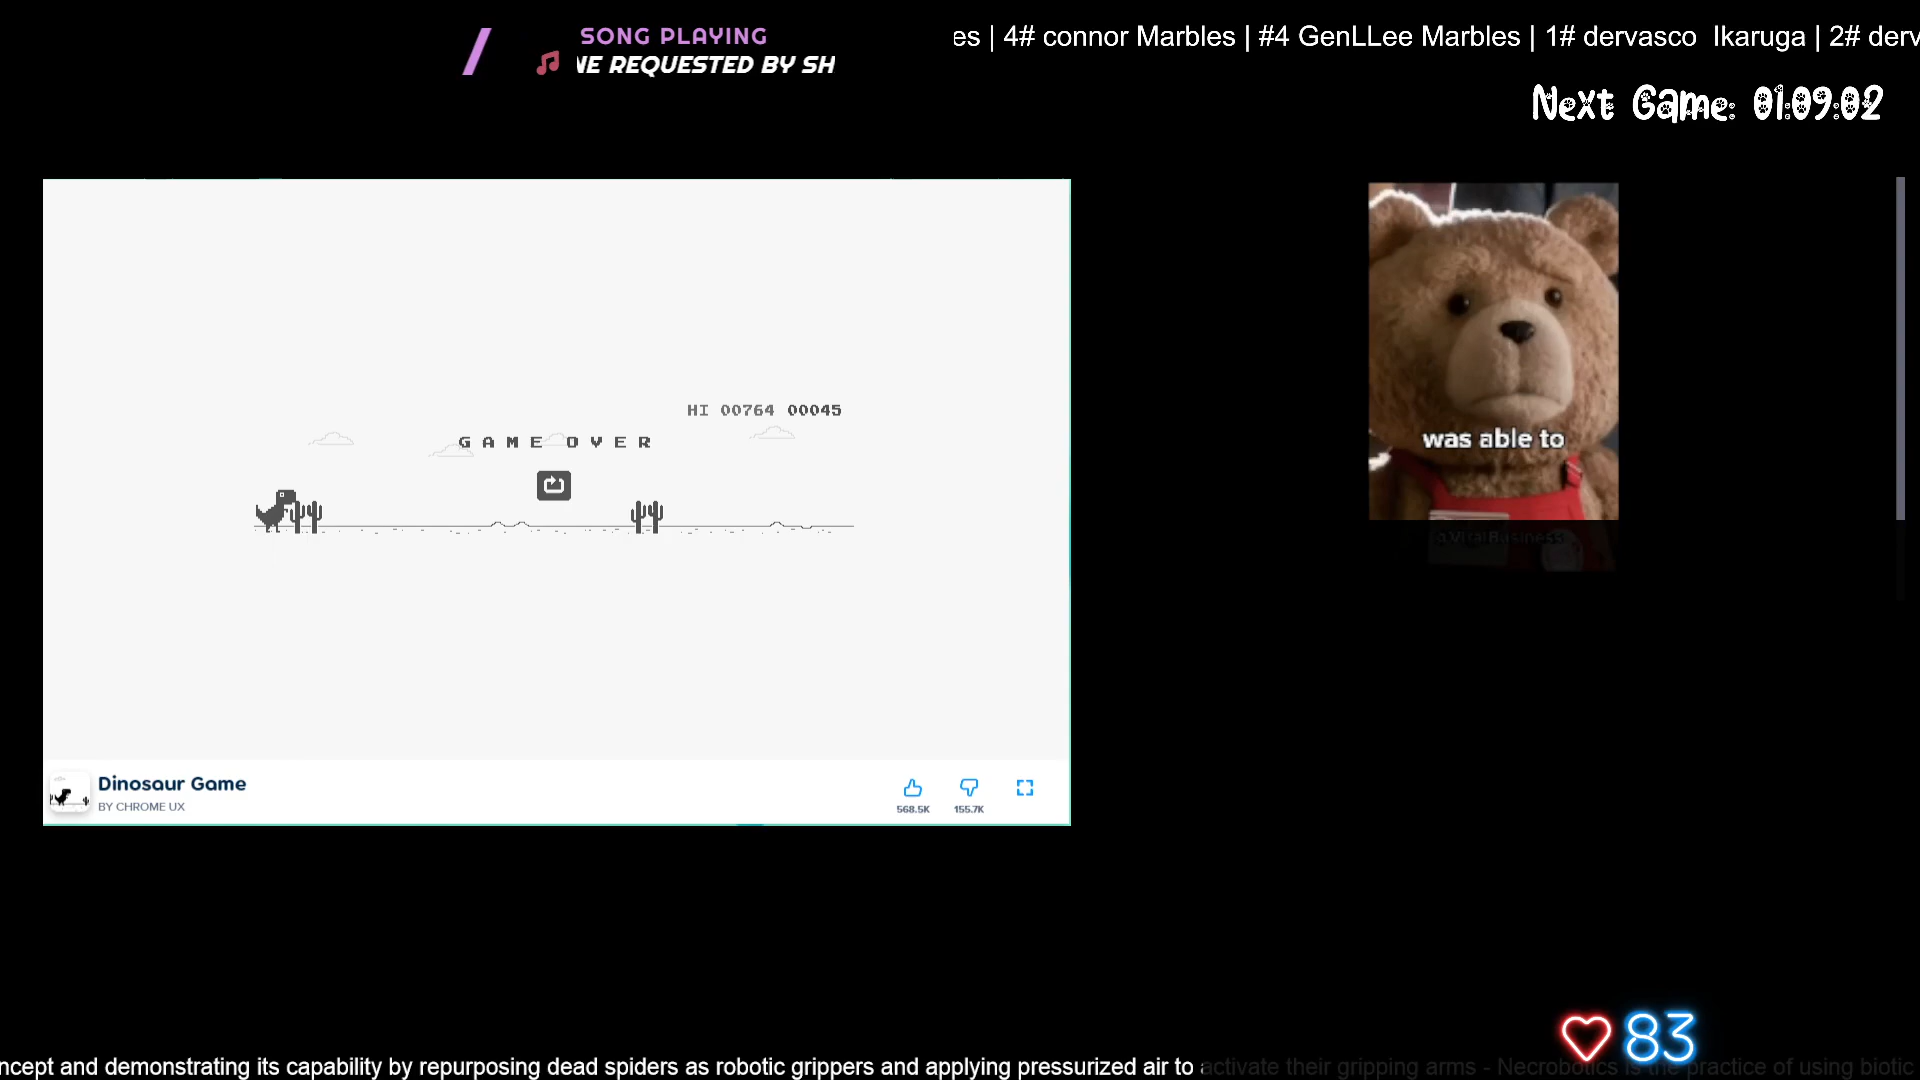 SONG PLAYING
NE REQUESTED BY SH
es | 4# connor Marbles | #4 GenLLee Marbles | 1# dervasco Ikaruga | 2# derv
Next Game: 01:09:02
HI 00764 00045
GAME OVER
was able to
@ViralBusiness
Dinosaur Game
BY CHROME UX
568.5K
155.7K
83
ncept and demonstrating its capability by repurposing dead spiders as robotic grippers and applying pressurized air to activate their gripping arms - Necrobotics is the practice of using biotic